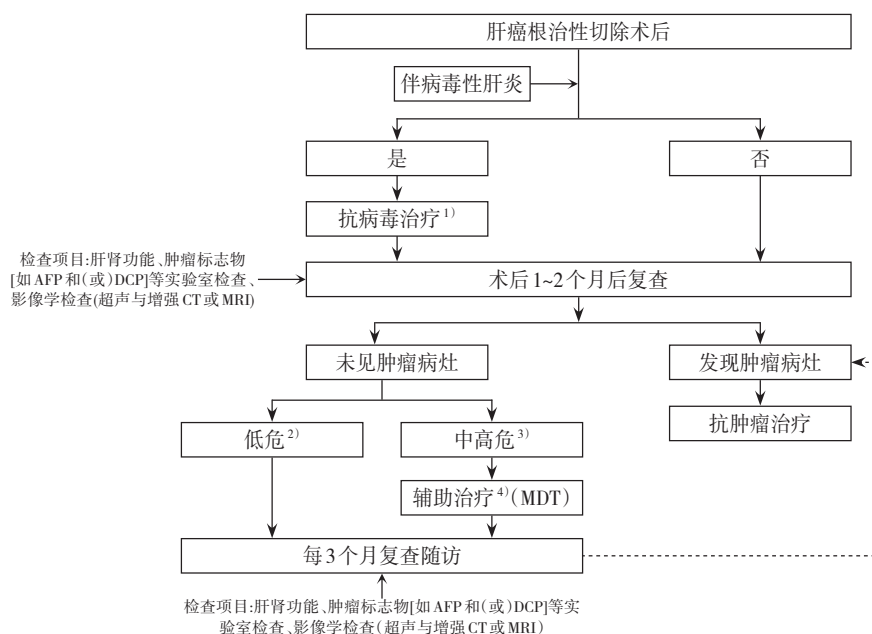 肝癌根治性切除术后
伴病毒性肝炎
是
否
抗病毒治疗1)
检查项目:肝肾功能、肿瘤标志物
[如AFP和(或)DCP]等实验室检查、
影像学检查(超声与增强CT或MRI)
术后1~2个月后复查
未见肿瘤病灶
发现肿瘤病灶
低危2)
中高危3)
抗肿瘤治疗
辅助治疗4)(MDT)
每3个月复查随访
检查项目:肝肾功能、肿瘤标志物[如AFP和(或)DCP]等实
验室检查、影像学检查(超声与增强CT或MRI)